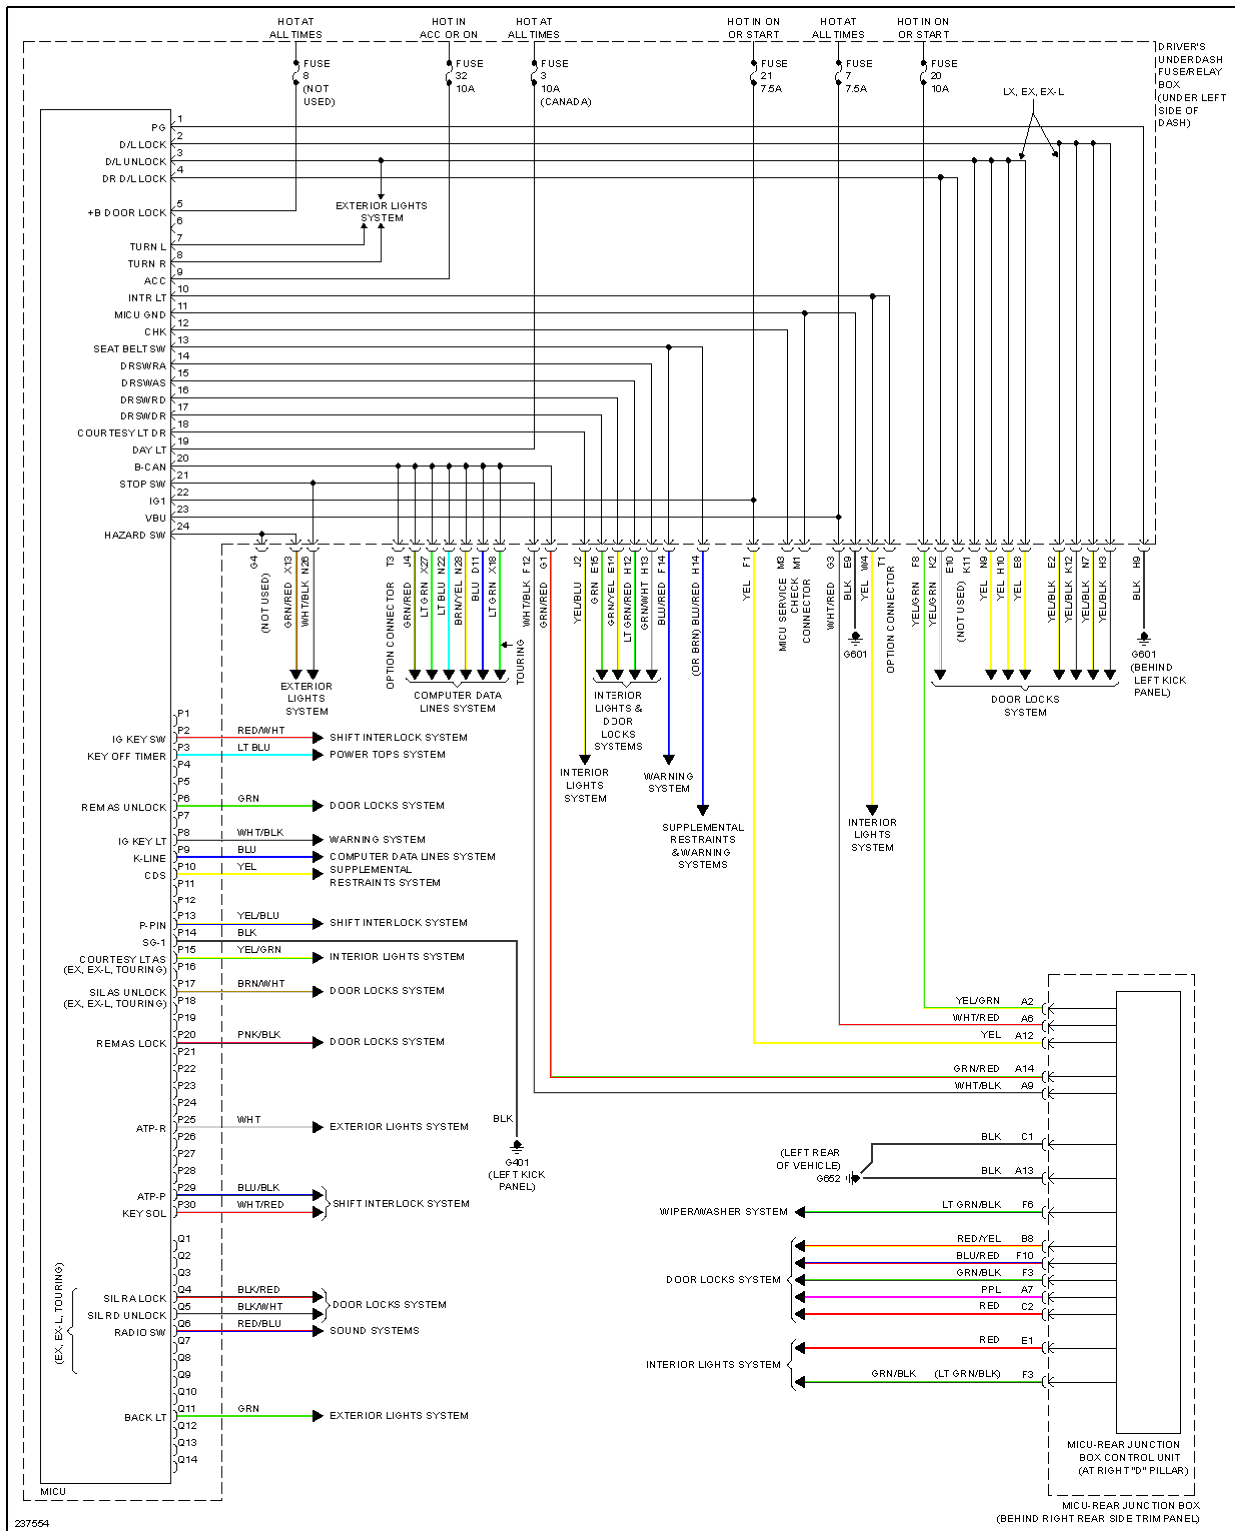 HOT AT
ALL TIMES
HOT IN
ACC OR ON
HOT AT
ALL TIMES
HOT IN ON
OR START
HOT AT
ALL TIMES
HOT IN ON
OR START
FUSE
8
(NOT
USED)
FUSE
32
10A
FUSE
3
10A
(CANADA)
FUSE
21
7.5A
FUSE
7
7.5A
FUSE
20
10A
DRIVER'S
UNDERDASH
FUSE/RELAY
BOX
(UNDER LEFT
SIDE OF
DASH)
LX, EX, EX-L
PG 1
D/L LOCK 2
D/L UNLOCK 3
DR D/L LOCK 4
+B DOOR LOCK 5
6
TURN L 7
TURN R 8
ACC 9
INTR LT 10
MICU GND 11
CHK 12
SEAT BELT SW 13
DRSWRA 14
DRSWAS 15
DRSWRD 16
DRSWDR 17
COURTESY LT DR 18
DAY LT 19
B-CAN 20
STOP SW 21
IG1 22
VBU 23
HAZARD SW 24
EXTERIOR LIGHTS
SYSTEM
G4
(NOT USED)
X13
GRN/RED
N26
WHT/BLK
T3
OPTION CONNECTOR
J4
GRN/RED
X27
LT GRN
N22
LT BLU
N28
BRN/YEL
D11
BLU
X18
LT GRN
TOURING
F12
WHT/BLK
G1
GRN/RED
J2
YEL/BLU
E15
GRN
E11
GRN/YEL
H12
LT GRN/RED
H13
GRN/WHT
F14
BLU/RED
H14
(OR BRN) BLU/RED
F1
YEL
M3
MICU SERVICE
CHECK
CONNECTOR
M1
G3
WHT/RED
E9
BLK
W4
YEL
T1
OPTION CONNECTOR
F8
YEL/GRN
K2
YEL/GRN
E10
(NOT USED)
K11
N9
YEL
H10
YEL
E8
YEL
E2
YEL/BLK
K12
YEL/BLK
N7
YEL/BLK
H3
YEL/BLK
H9
BLK
G601
G601
(BEHIND
LEFT KICK
PANEL)
EXTERIOR
LIGHTS
SYSTEM
COMPUTER DATA
LINES SYSTEM
INTERIOR
LIGHTS &
DOOR
LOCKS
SYSTEMS
DOOR LOCKS
SYSTEM
INTERIOR
LIGHTS
SYSTEM
WARNING
SYSTEM
SUPPLEMENTAL
RESTRAINTS
& WARNING
SYSTEMS
INTERIOR
LIGHTS
SYSTEM
P1
IG KEY SW P2 RED/WHT SHIFT INTERLOCK SYSTEM
KEY OFF TIMER P3 LT BLU POWER TOPS SYSTEM
P4
P5
REMAS UNLOCK P6 GRN DOOR LOCKS SYSTEM
P7
IG KEY LT P8 WHT/BLK WARNING SYSTEM
K-LINE P9 BLU COMPUTER DATA LINES SYSTEM
CDS P10 YEL SUPPLEMENTAL
RESTRAINTS SYSTEM
P11
P12
P-PIN P13 YEL/BLU SHIFT INTERLOCK SYSTEM
SG-1 P14 BLK
COURTESY LT AS P15 YEL/GRN INTERIOR LIGHTS SYSTEM
(EX, EX-L, TOURING) P16
SIL AS UNLOCK P17 BRN/WHT DOOR LOCKS SYSTEM
(EX, EX-L, TOURING) P18
P19
REMAS LOCK P20 PNK/BLK DOOR LOCKS SYSTEM
P21
P22
P23
P24
ATP-R P25 WHT EXTERIOR LIGHTS SYSTEM
P26
P27
P28
ATP-P P29 BLU/BLK
SHIFT INTERLOCK SYSTEM
KEY SOL P30 WHT/RED
BLK
G401
(LEFT KICK
PANEL)
Q1
Q2
Q3
(EX, EX-L, TOURING)
SIL RA LOCK Q4 BLK/RED
DOOR LOCKS SYSTEM
SIL RD UNLOCK Q5 BLK/WHT
RADIO SW Q6 RED/BLU SOUND SYSTEMS
Q7
Q8
Q9
Q10
BACK LT Q11 GRN EXTERIOR LIGHTS SYSTEM
Q12
Q13
Q14
MICU
YEL/GRN A2
WHT/RED A6
YEL A12
GRN/RED A14
WHT/BLK A9
BLK C1
(LEFT REAR
OF VEHICLE)
G652
BLK A13
WIPER/WASHER SYSTEM LT GRN/BLK F6
RED/YEL B8
BLU/RED F10
DOOR LOCKS SYSTEM GRN/BLK F3
PPL A7
RED C2
RED E1
INTERIOR LIGHTS SYSTEM
GRN/BLK (LT GRN/BLK) F3
MICU-REAR JUNCTION
BOX CONTROL UNIT
(AT RIGHT "D" PILLAR)
MICU-REAR JUNCTION BOX
(BEHIND RIGHT REAR SIDE TRIM PANEL)
237554